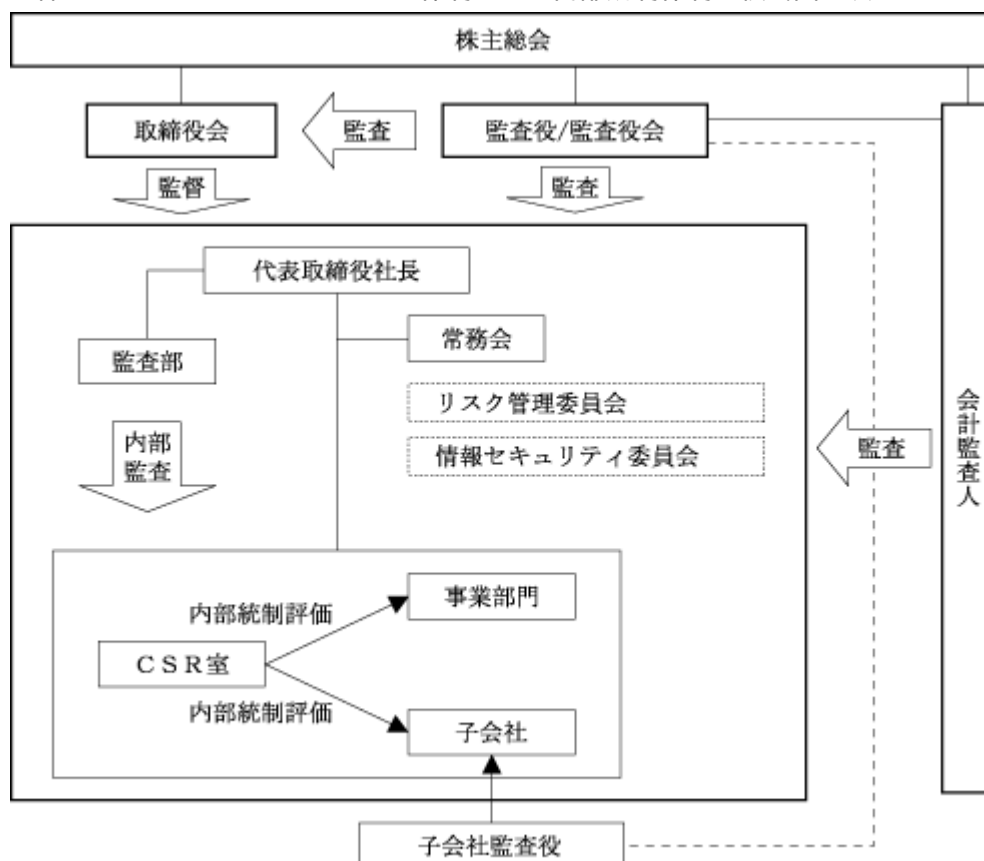 株主総会
取締役会
監査
監査役/監査役会
監督
監査
代表取締役社長
常務会
監査部
リスク管理委員会
情報セキュリティ委員会
内部
監査
監査
会計監査人
事業部門
内部統制評価
CSR室
内部統制評価
子会社
子会社監査役